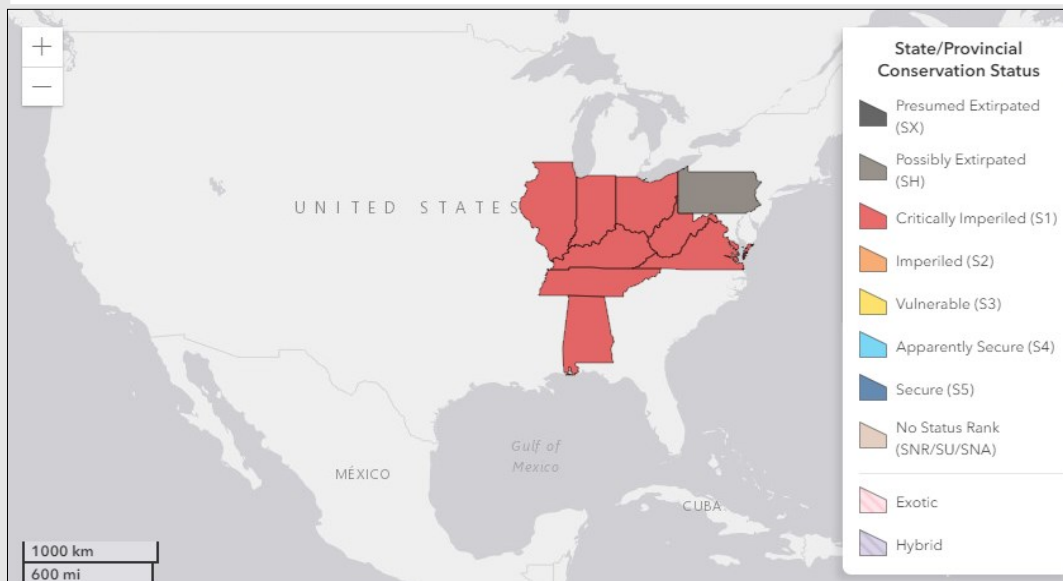 +
−
UNITED STATES
Gulf of
Mexico
MÉXICO
CUBA
1000 km
600 mi
State/Provincial
Conservation Status
Presumed Extirpated
(SX)
Possibly Extirpated
(SH)
Critically Imperiled (S1)
Imperiled (S2)
Vulnerable (S3)
Apparently Secure (S4)
Secure (S5)
No Status Rank
(SNR/SU/SNA)
Exotic
Hybrid